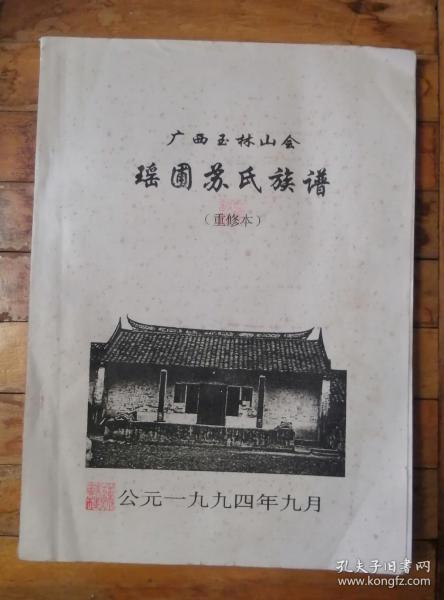 广西玉林山会
瑶圃苏氏族谱
（重修本）
公元一九九四年九月
孔夫子旧书网
www.kongfz.com